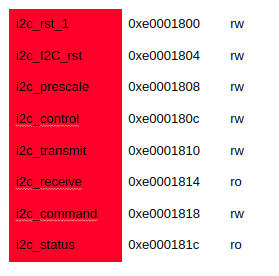 i2c_rst_1 0xe0001800 rw
i2c_I2C_rst 0xe0001804 rw
i2c_prescale 0xe0001808 rw
i2c_control 0xe000180c rw
i2c_transmit 0xe0001810 rw
i2c_receive 0xe0001814 ro
i2c_command 0xe0001818 rw
i2c_status 0xe000181c ro